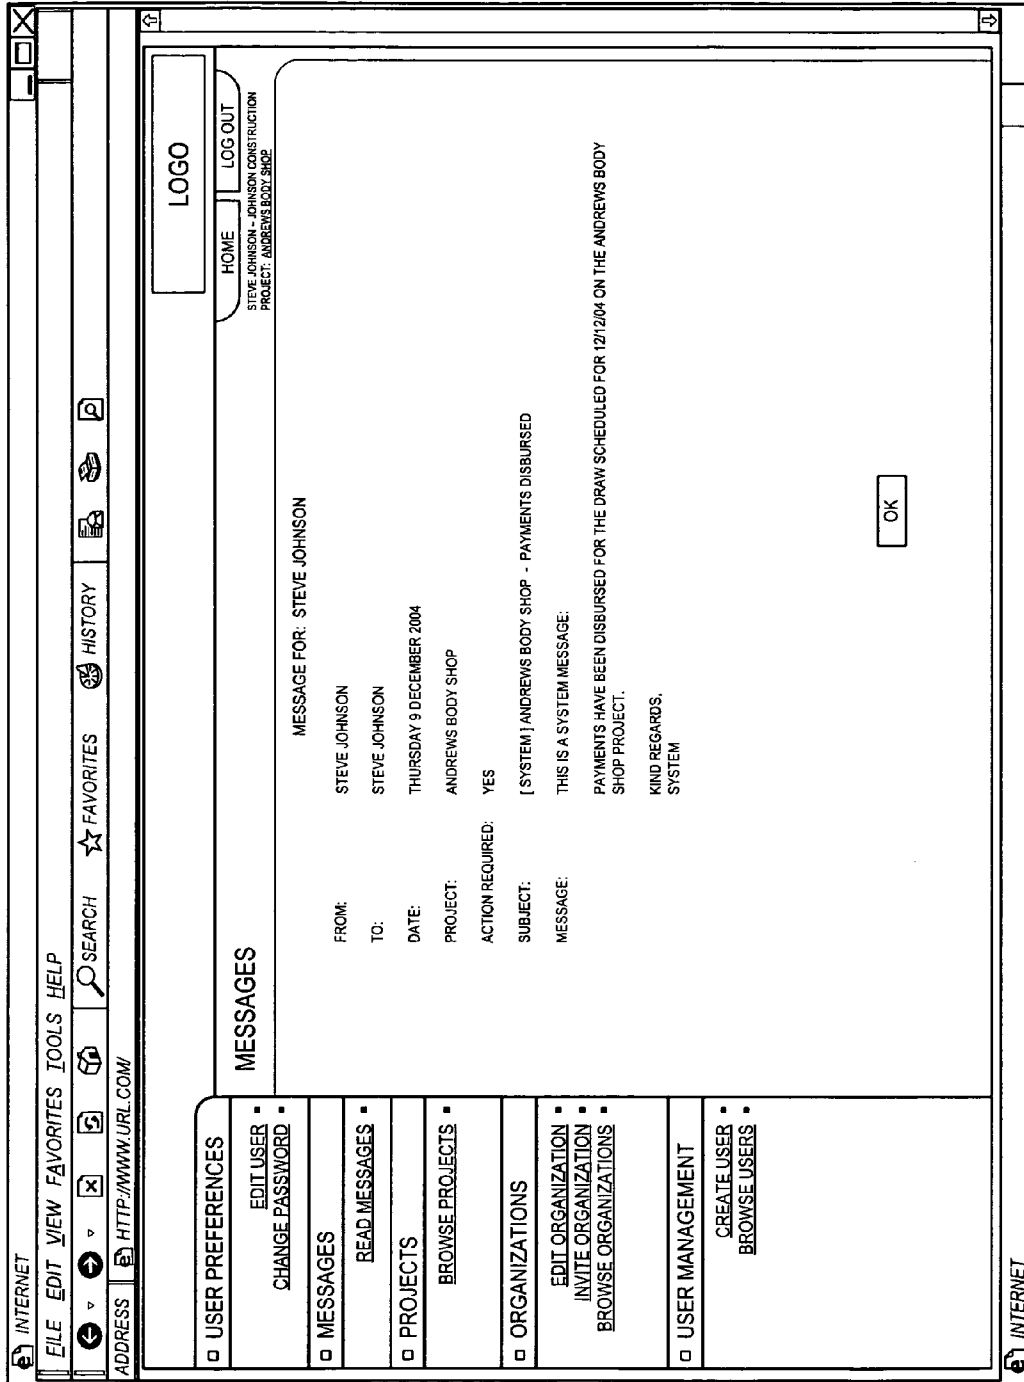 INTERNET
FILE EDIT VIEW FAVORITES TOOLS HELP
SEARCH FAVORITES HISTORY
ADDRESS HTTP://WWW.URL.COM/
LOGO
HOME LOG OUT
STEVE JOHNSON - JOHNSON CONSTRUCTION
PROJECT: ANDREWS BODY SHOP
USER PREFERENCES
EDIT USER
CHANGE PASSWORD
MESSAGES
READ MESSAGES
PROJECTS
BROWSE PROJECTS
ORGANIZATIONS
EDIT ORGANIZATION
INVITE ORGANIZATION
BROWSE ORGANIZATIONS
USER MANAGEMENT
CREATE USER
BROWSE USERS
MESSAGES
MESSAGE FOR: STEVE JOHNSON
FROM: STEVE JOHNSON
TO: STEVE JOHNSON
DATE: THURSDAY 9 DECEMBER 2004
PROJECT: ANDREWS BODY SHOP
ACTION REQUIRED: YES
SUBJECT: [ SYSTEM ] ANDREWS BODY SHOP - PAYMENTS DISBURSED
MESSAGE: THIS IS A SYSTEM MESSAGE:
PAYMENTS HAVE BEEN DISBURSED FOR THE DRAW SCHEDULED FOR 12/12/04 ON THE ANDREWS BODY
SHOP PROJECT.
KIND REGARDS,
SYSTEM
OK
INTERNET